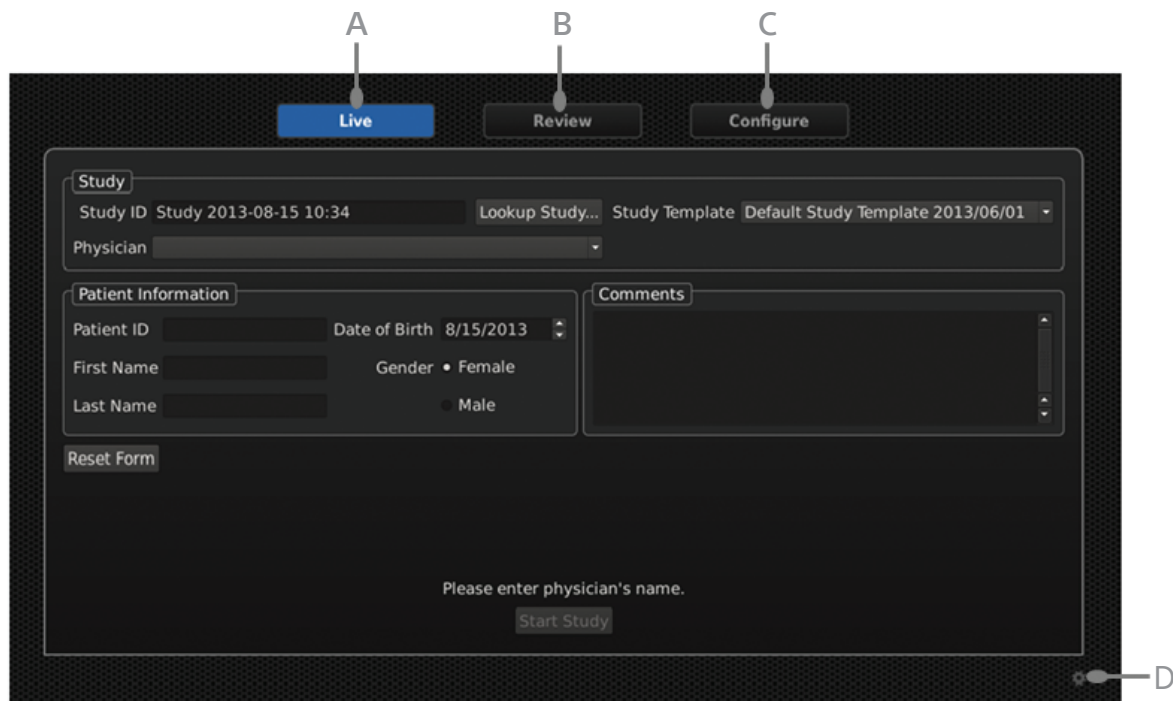 A B C
Live Review Configure
Study
Study ID Study 2013-08-15 10:34 Lookup Study... Study Template Default Study Template 2013/06/01
Physician
Patient Information Comments
Patient ID Date of Birth 8/15/2013
First Name Gender Female
Last Name Male
Reset Form
Please enter physician's name.
Start Study
D